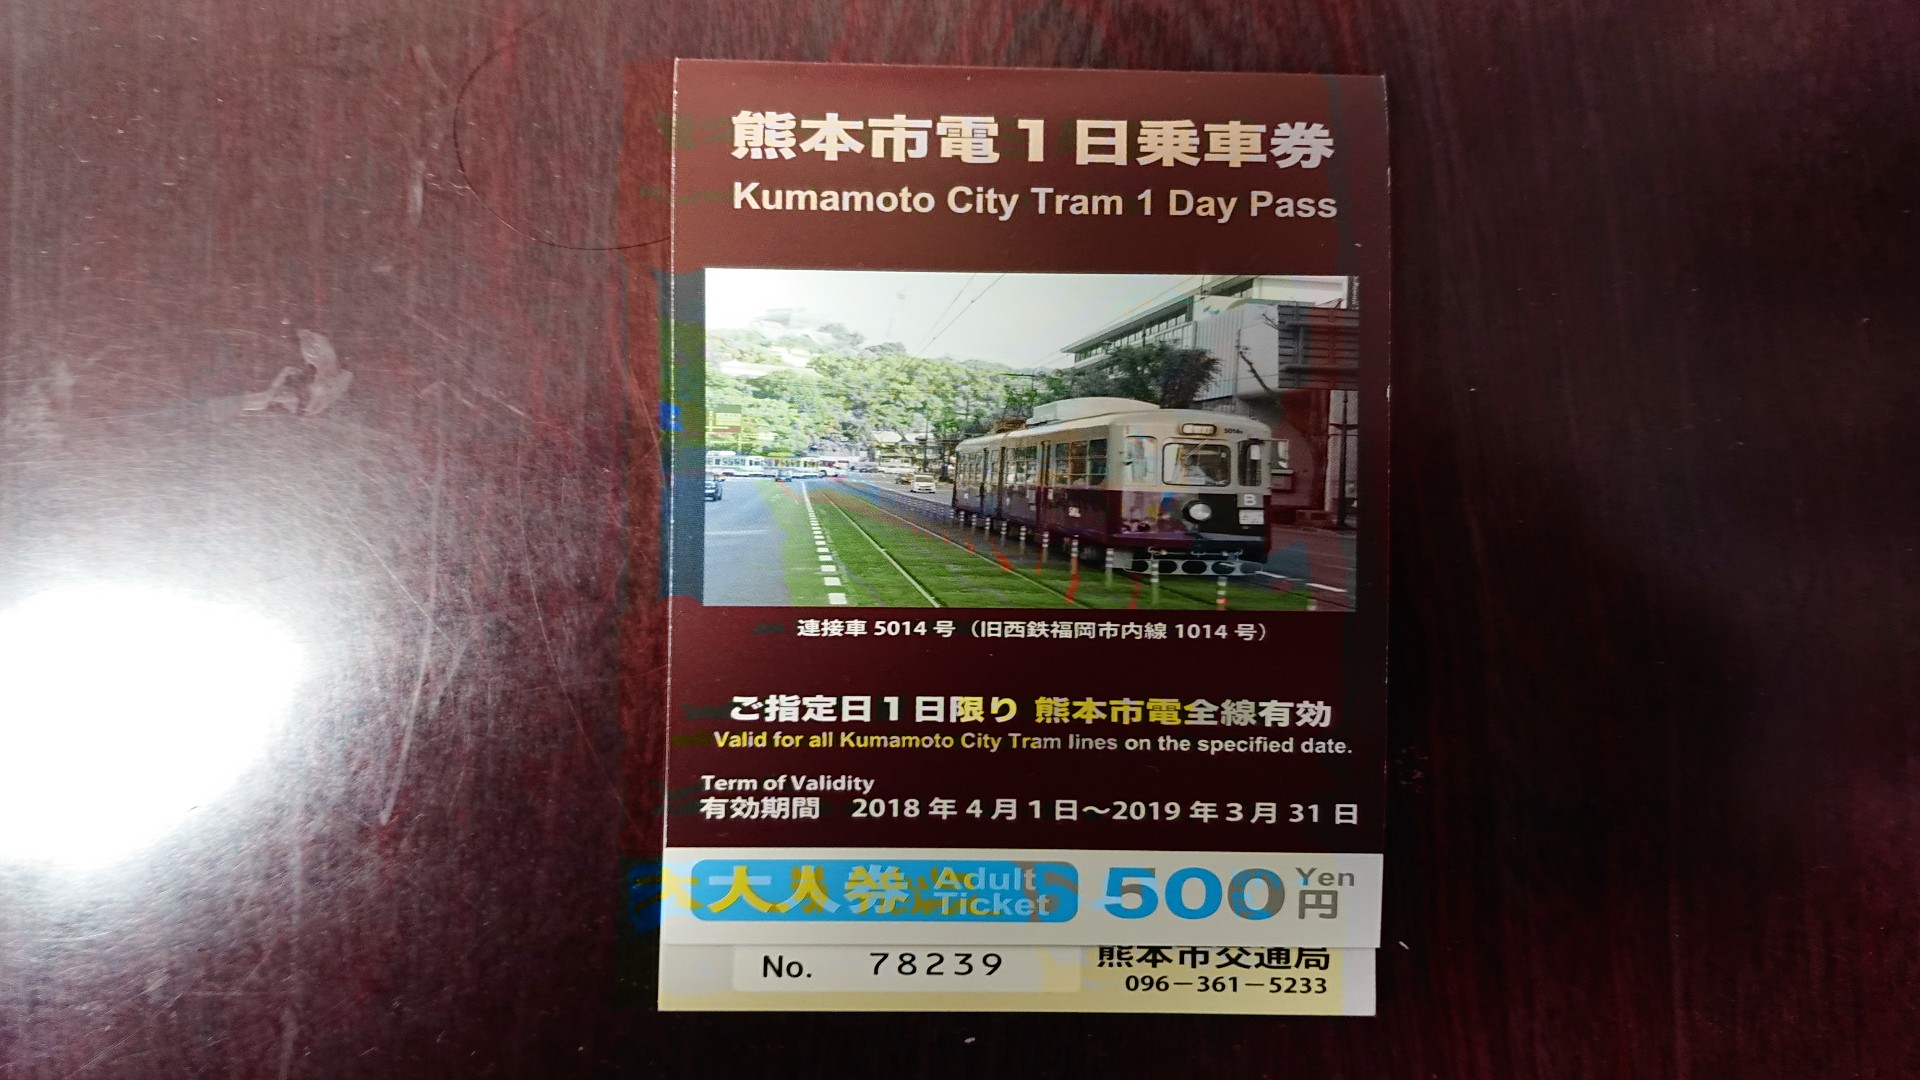 熊本市電1日乗車券
Kumamoto City Tram 1 Day Pass
5014
B
連接車 5014 号（旧西鉄福岡市内線 1014 号）
ご指定日1日限り 熊本市電全線有効
Valid for all Kumamoto City Tram lines on the specified date.
Term of Validity
有効期間 2018 年 4 月 1 日～2019 年 3 月 31 日
大人券 Adult Ticket 500 Yen 円
No. 78239
熊本市交通局
096－361－5233